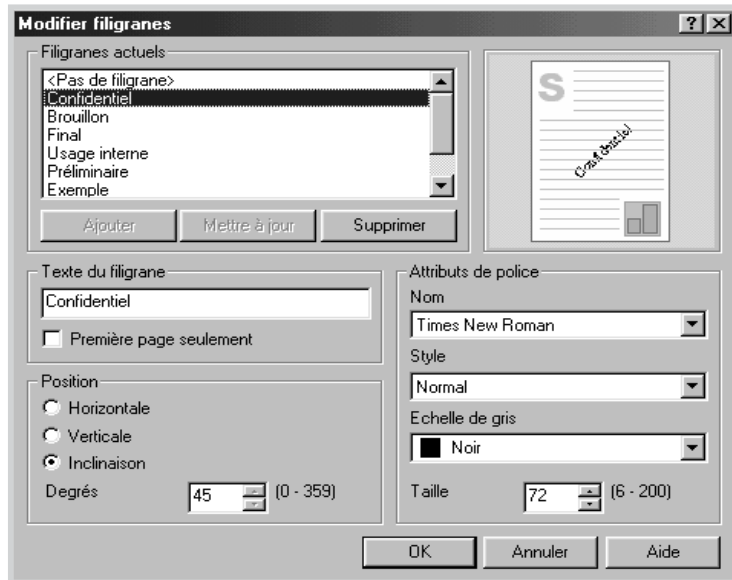 Modifier filigranes
Filigranes actuels
<Pas de filigrane>
Confidentiel
Brouillon
Final
Usage interne
Préliminaire
Exemple
Ajouter
Mettre à jour
Supprimer
S
Confidentiel
Texte du filigrane
Confidentiel
Première page seulement
Position
Horizontale
Verticale
Inclinaison
Degrés 45 (0 - 359)
Attributs de police
Nom
Times New Roman
Style
Normal
Echelle de gris
Noir
Taille 72 (6 - 200)
OK
Annuler
Aide